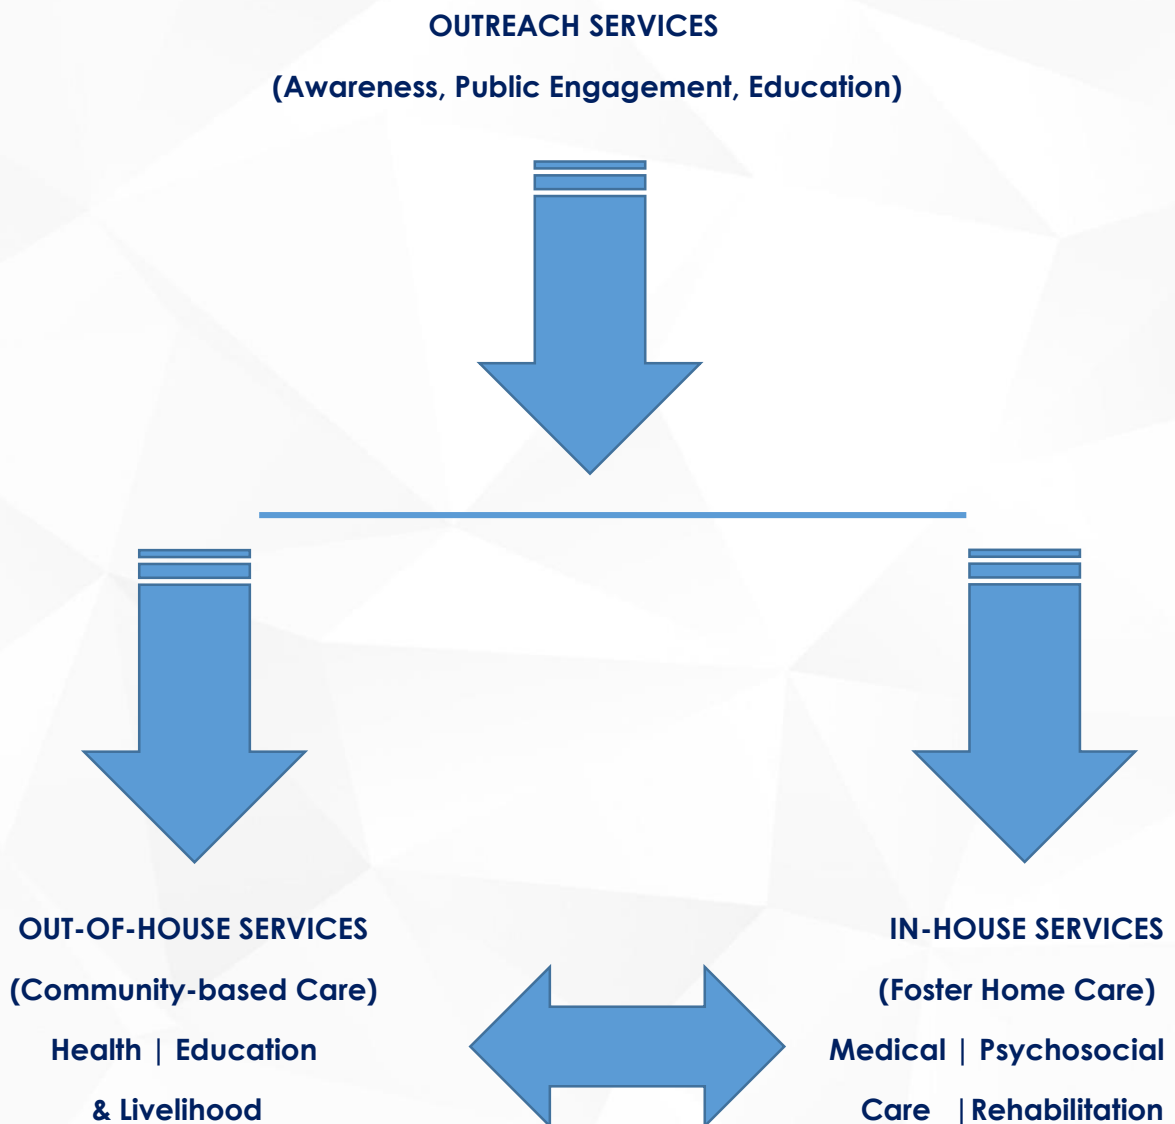 OUTREACH SERVICES
(Awareness, Public Engagement, Education)
OUT-OF-HOUSE SERVICES
(Community-based Care)
Health | Education
& Livelihood
IN-HOUSE SERVICES
(Foster Home Care)
Medical | Psychosocial
Care | Rehabilitation